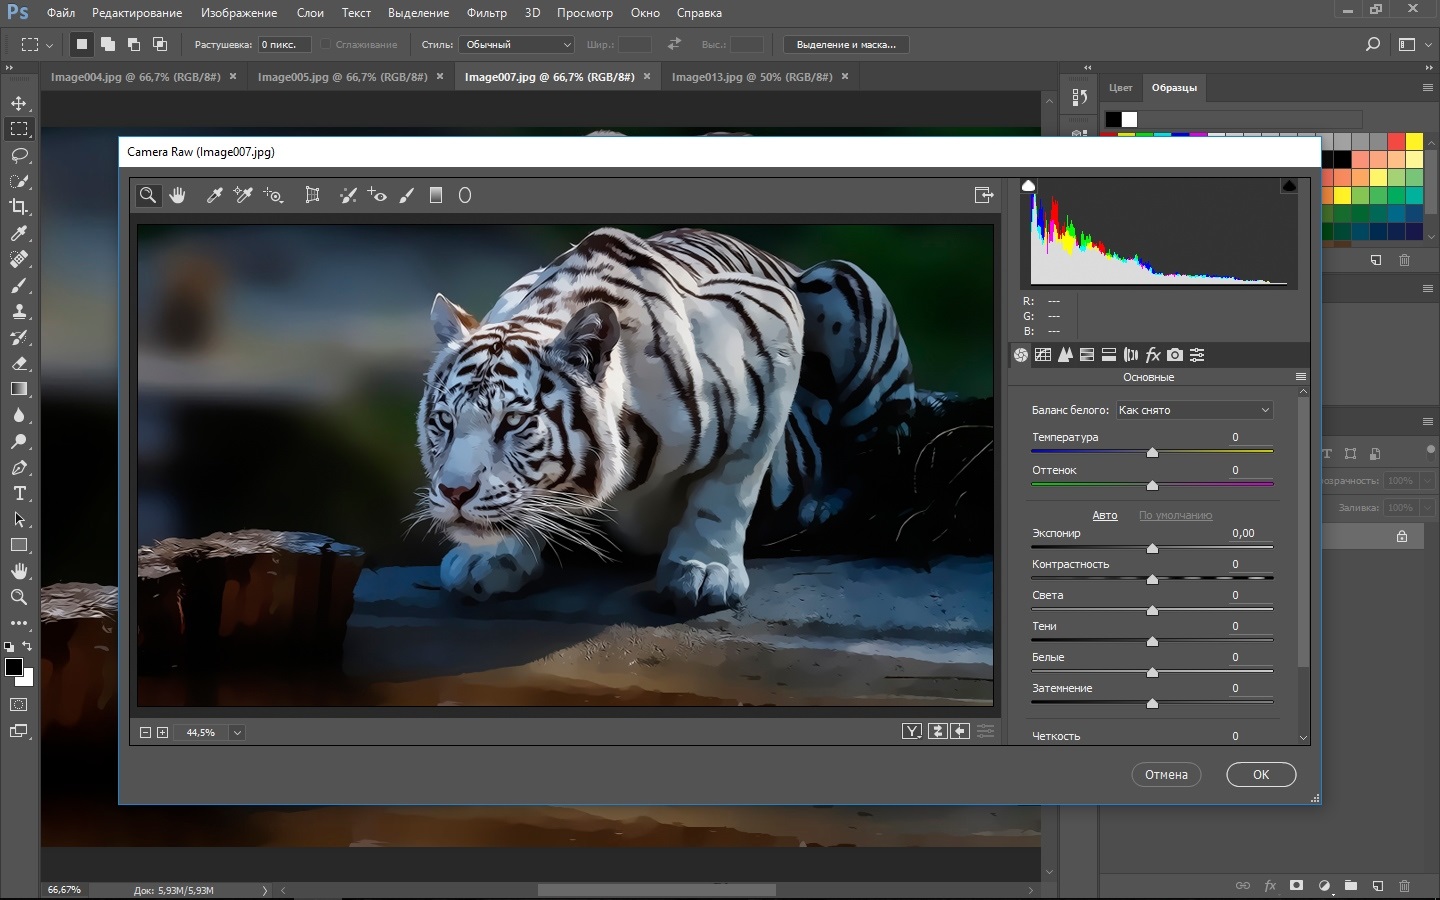 Ps Файл Редактирование Изображение Слои Текст Выделение Фильтр 3D Просмотр Окно Справка
Растушевка: 0 пикс. Сглаживание Стиль: Обычный Шир.: Выс.: Выделение и маска...
Image004.jpg @ 66,7% (RGB/8#) Image005.jpg @ 66,7% (RGB/8#) Image007.jpg @ 66,7% (RGB/8#) Image013.jpg @ 50% (RGB/8#)
Цвет Образцы
Camera Raw (Image007.jpg)
R: ---
G: ---
B: ---
fx
Основные
Баланс белого: Как снято
Температура 0
Оттенок 0
Авто По умолчанию
Экспонир 0,00
Контрастность 0
Света 0
Тени 0
Белые 0
Затемнение 0
Четкость 0
розрачность: 100%
Заливка: 100%
44,5%
Y
Отмена OK
66,67% Док: 5,93M/5,93M
fx